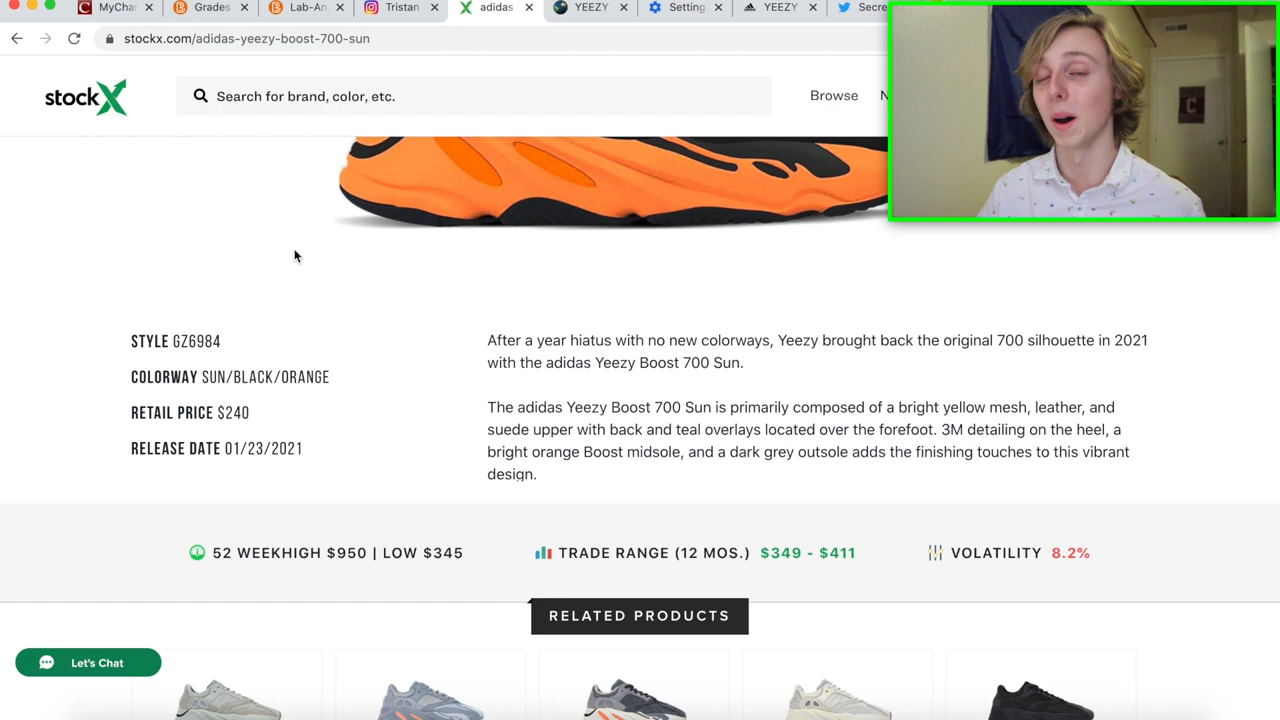 MyChar
Grades
Lab-An
Tristan
adidas
YEEZY
Setting
YEEZY
Secre
stockx.com/adidas-yeezy-boost-700-sun
stockX
Search for brand, color, etc.
Browse
N
C
STYLE GZ6984
COLORWAY SUN/BLACK/ORANGE
RETAIL PRICE $240
RELEASE DATE 01/23/2021
After a year hiatus with no new colorways, Yeezy brought back the original 700 silhouette in 2021
with the adidas Yeezy Boost 700 Sun.
The adidas Yeezy Boost 700 Sun is primarily composed of a bright yellow mesh, leather, and
suede upper with back and teal overlays located over the forefoot. 3M detailing on the heel, a
bright orange Boost midsole, and a dark grey outsole adds the finishing touches to this vibrant
design.
52 WEEKHIGH $950 | LOW $345
TRADE RANGE (12 MOS.) $349 - $411
VOLATILITY 8.2%
RELATED PRODUCTS
Let's Chat